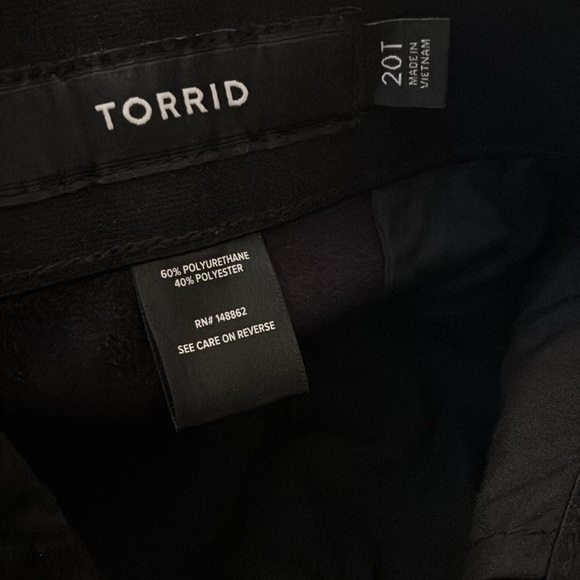 TORRID
20T
MADE IN
VIETNAM
60% POLYURETHANE
40% POLYESTER
RN# 148862
SEE CARE ON REVERSE